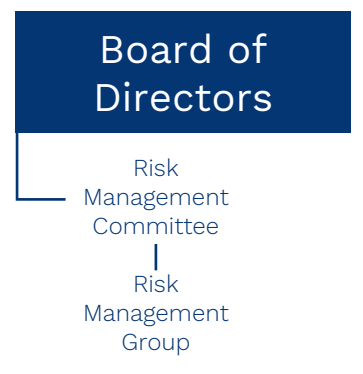 Board of
Directors
Risk
Management
Committee
Risk
Management
Group